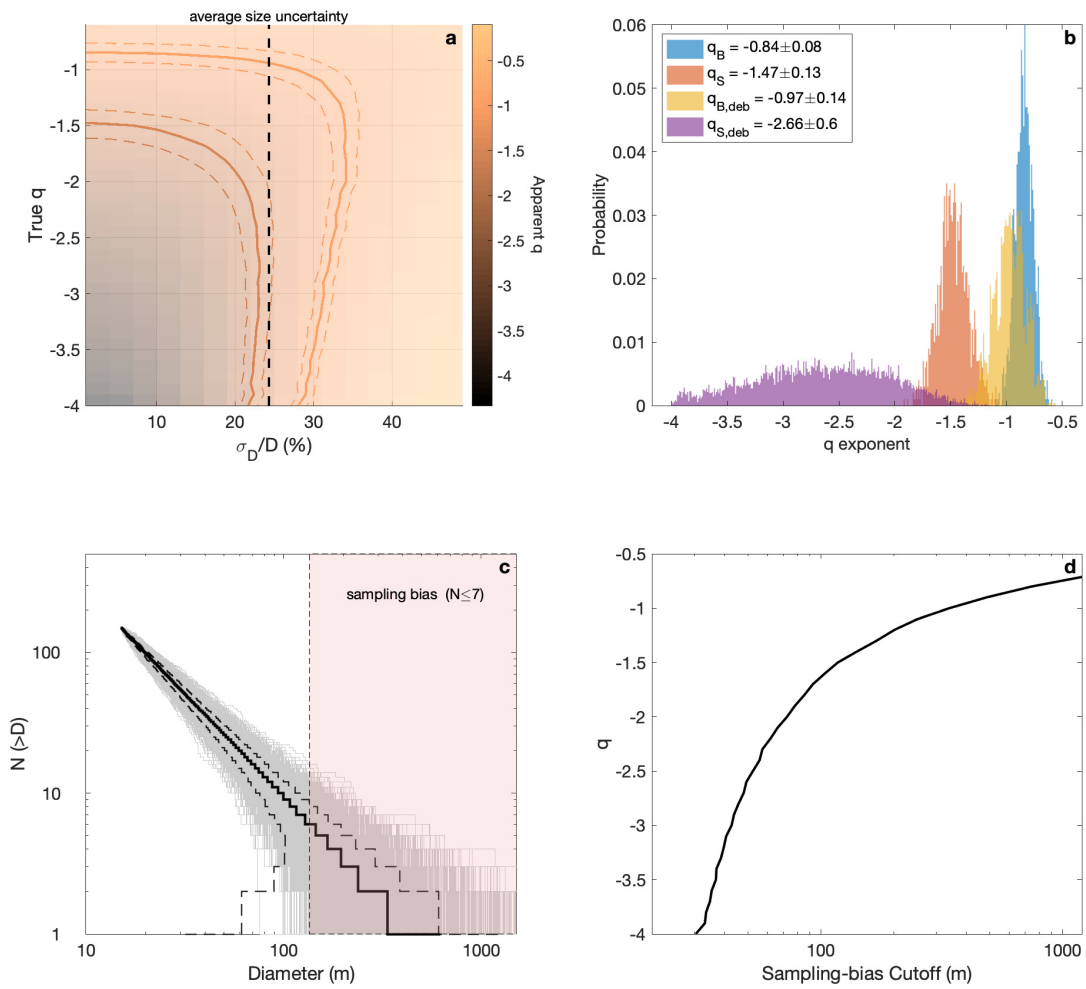 average size uncertainty
a
-1
-1.5
-2
-2.5
-3
-3.5
-4
True q
10
20
30
40
σ_D/D (%)
-0.5
-1
-1.5
-2
-2.5
-3
-3.5
-4
Apparent q
b
q_B = -0.84±0.08
q_S = -1.47±0.13
q_B,deb = -0.97±0.14
q_S,deb = -2.66±0.6
0.06
0.05
0.04
0.03
0.02
0.01
0
Probability
-4
-3.5
-3
-2.5
-2
-1.5
-1
-0.5
q exponent
c
sampling bias (N≤7)
100
10
1
N (>D)
10
100
1000
Diameter (m)
d
-0.5
-1
-1.5
-2
-2.5
-3
-3.5
-4
q
100
1000
Sampling-bias Cutoff (m)